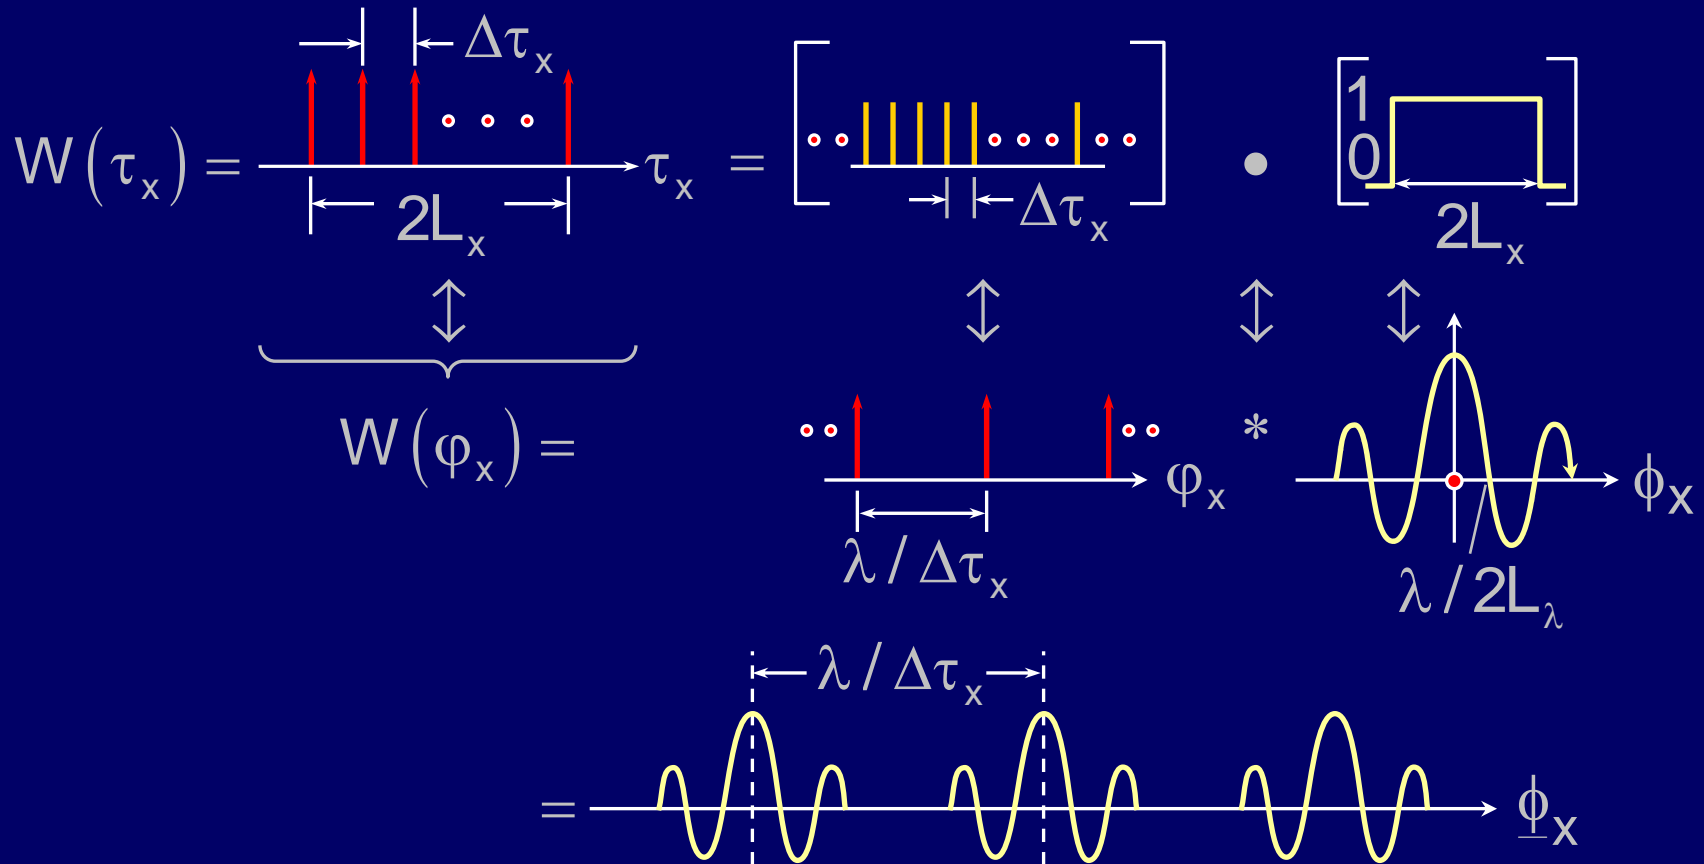 Δτx
1
0
W(τx) = τx = •
2Lx Δτx 2Lx
W(φx) = φx * ϕx
λ / Δτx λ / 2Lλ
λ / Δτx
= ϕx